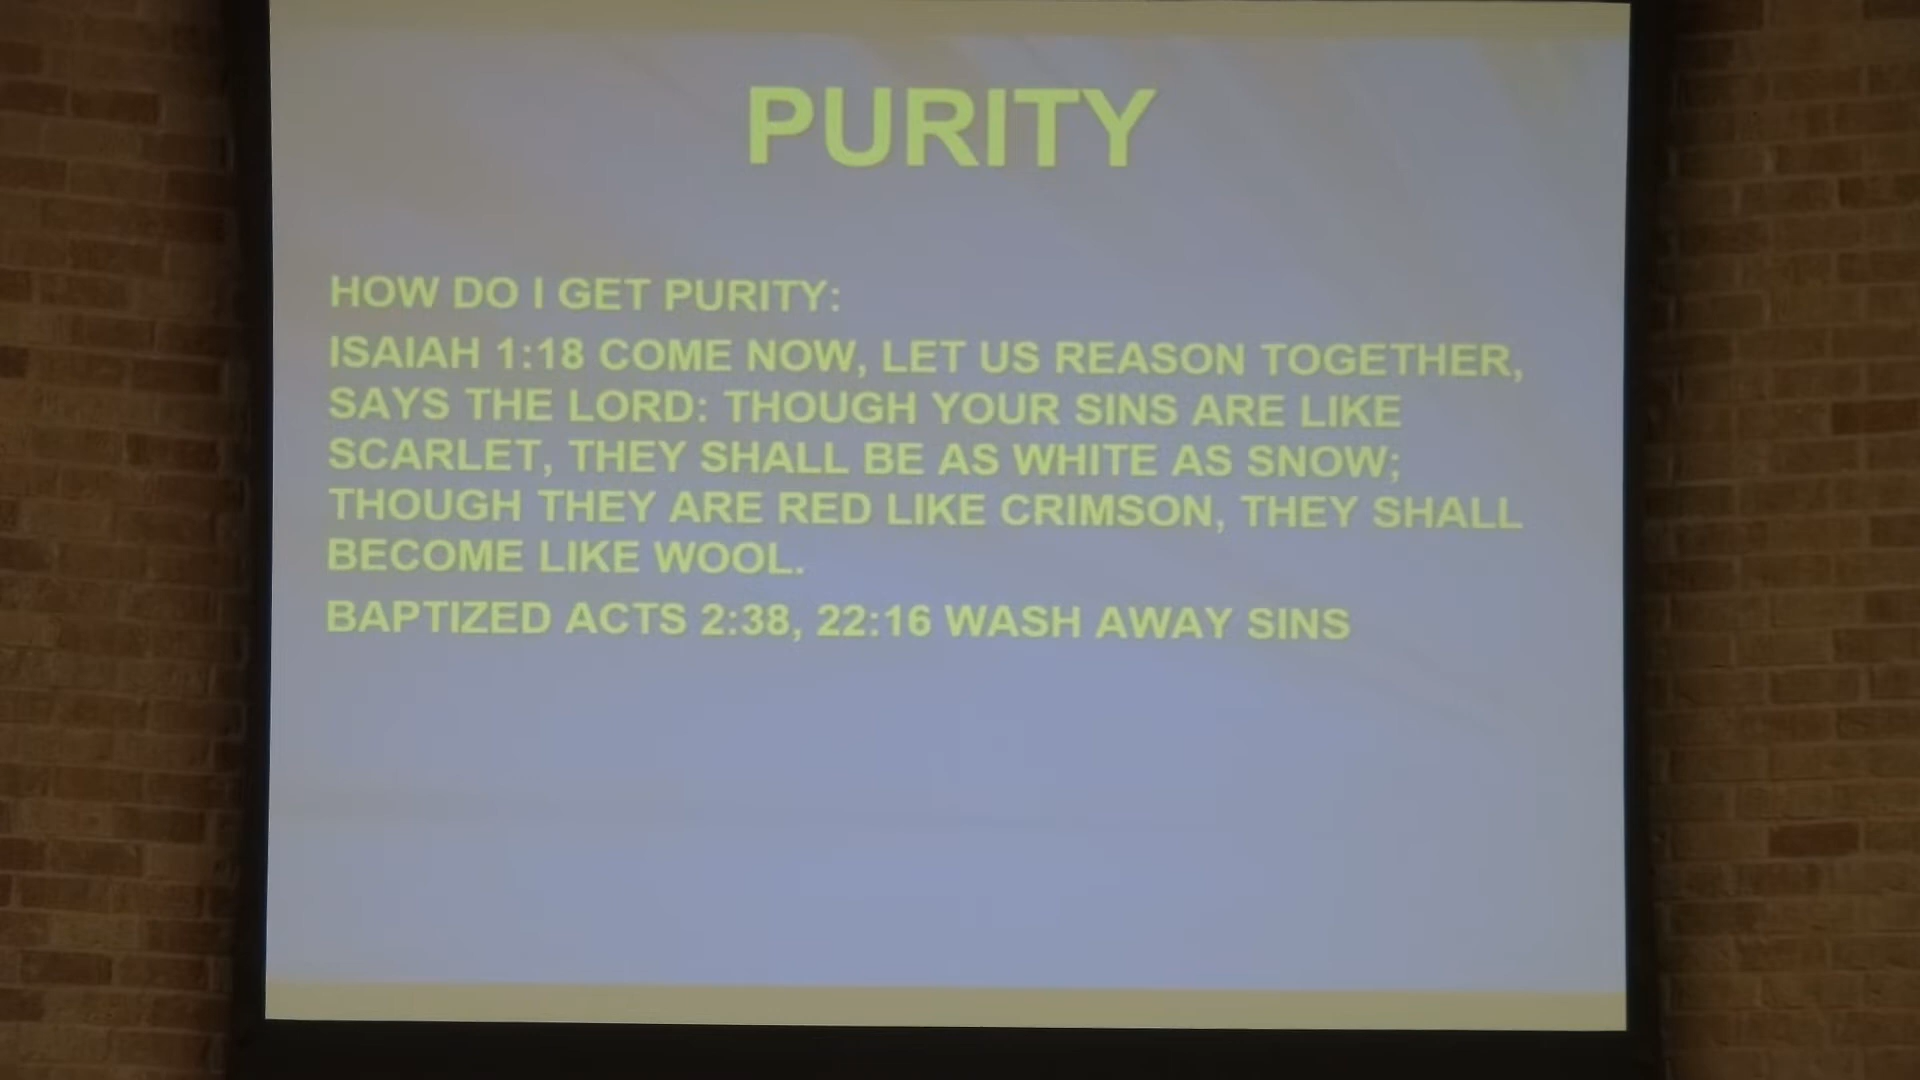 PURITY
HOW DO I GET PURITY:
ISAIAH 1:18 COME NOW, LET US REASON TOGETHER,
SAYS THE LORD: THOUGH YOUR SINS ARE LIKE
SCARLET, THEY SHALL BE AS WHITE AS SNOW;
THOUGH THEY ARE RED LIKE CRIMSON, THEY SHALL
BECOME LIKE WOOL.
BAPTIZED ACTS 2:38, 22:16 WASH AWAY SINS